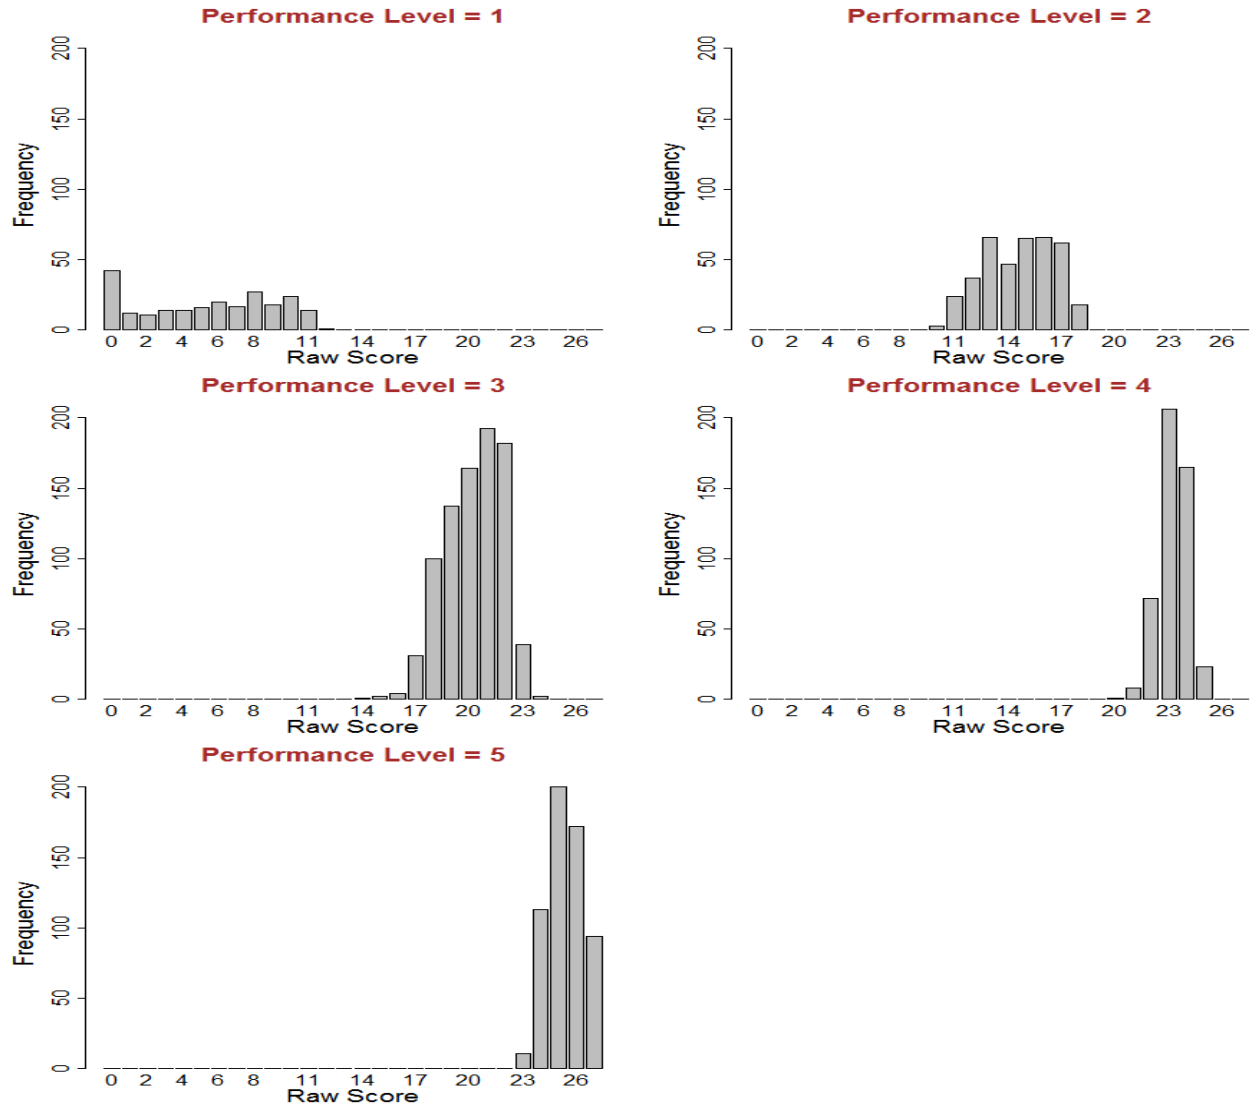 Performance Level = 1
Frequency
200
150
100
50
0
0 2 4 6 8 11 14 17 20 23 26
Raw Score
Performance Level = 2
Frequency
200
150
100
50
0
0 2 4 6 8 11 14 17 20 23 26
Raw Score
Performance Level = 3
Frequency
200
150
100
50
0
0 2 4 6 8 11 14 17 20 23 26
Raw Score
Performance Level = 4
Frequency
200
150
100
50
0
0 2 4 6 8 11 14 17 20 23 26
Raw Score
Performance Level = 5
Frequency
200
150
100
50
0
0 2 4 6 8 11 14 17 20 23 26
Raw Score